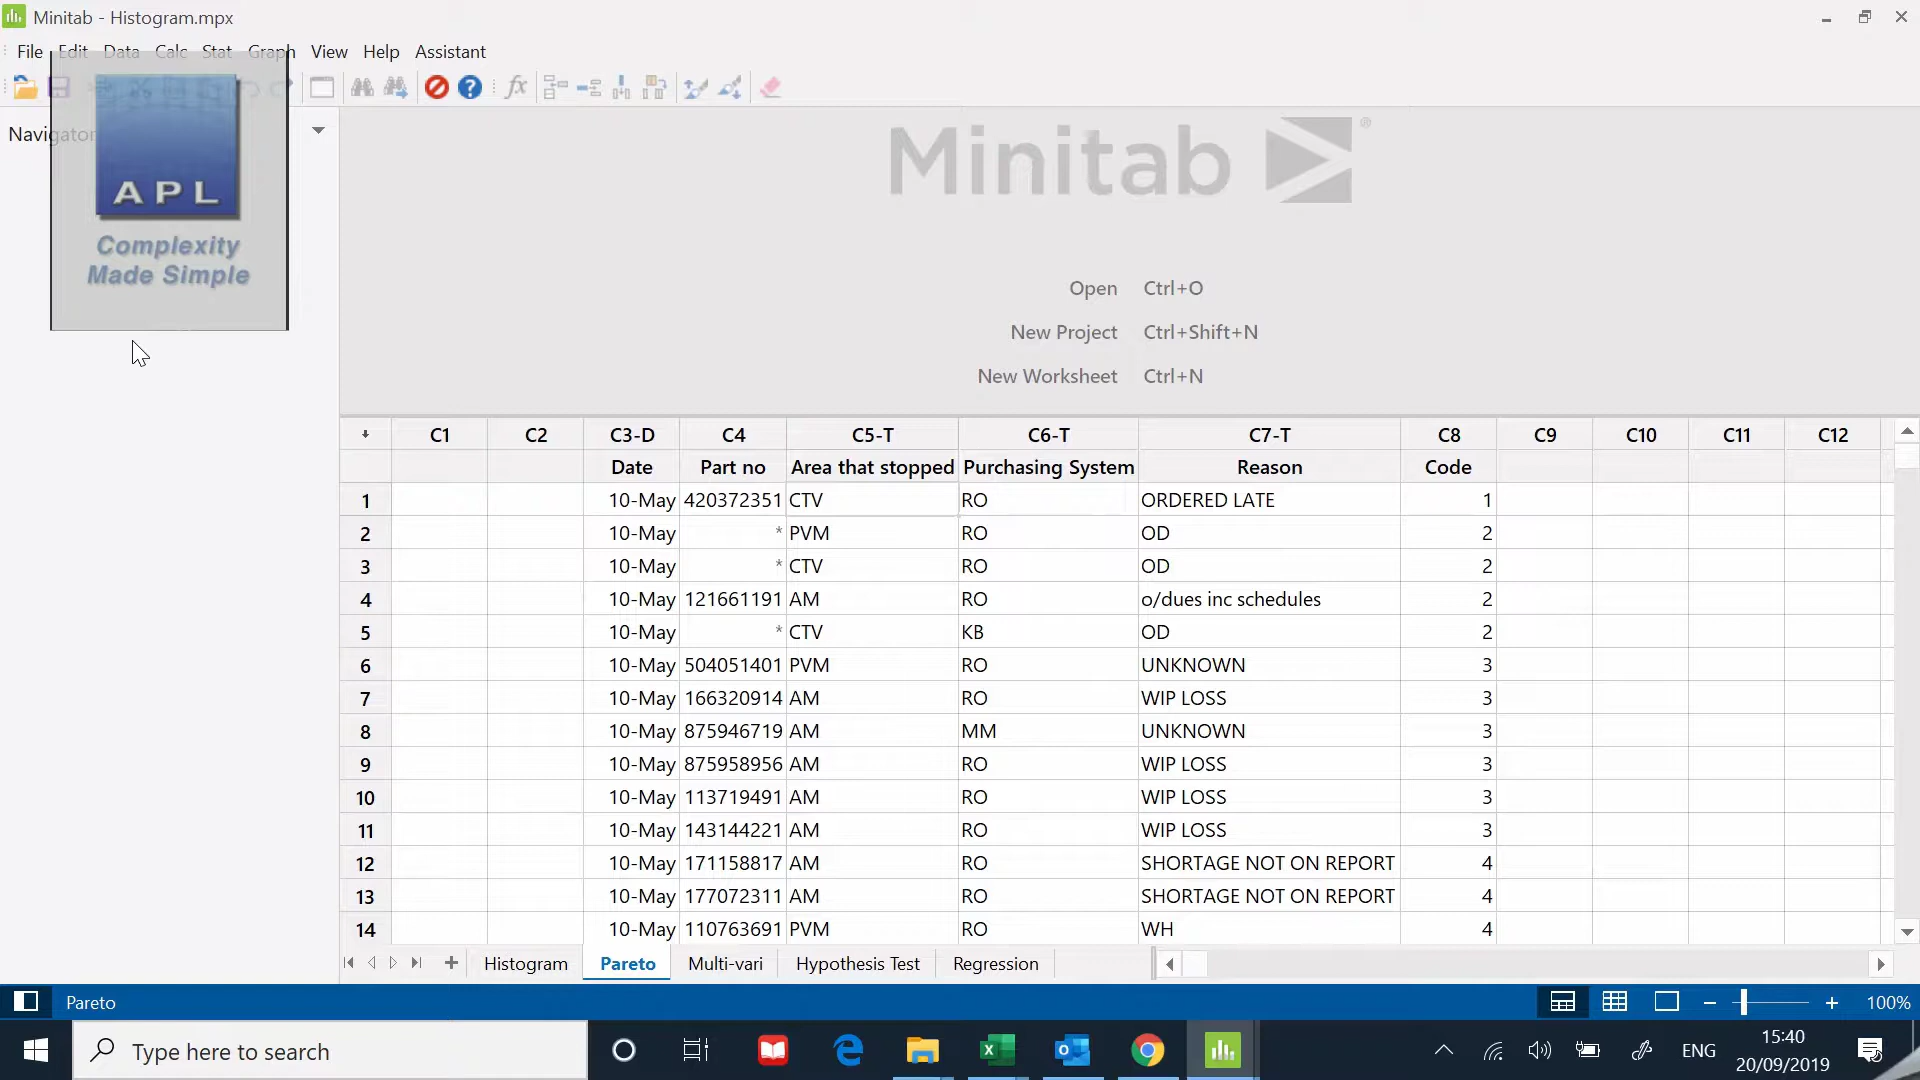 Minitab - Histogram.mpx
File Edit Data Calc Stat Graph View Help Assistant
Navigator
APL
Complexity
Made Simple
Minitab ®
Open Ctrl+O
New Project Ctrl+Shift+N
New Worksheet Ctrl+N
C1 C2 C3-D C4 C5-T C6-T C7-T C8 C9 C10 C11 C12
Date Part no Area that stopped Purchasing System Reason Code
1 10-May 420372351 CTV RO ORDERED LATE 1
2 10-May * PVM RO OD 2
3 10-May * CTV RO OD 2
4 10-May 121661191 AM RO o/dues inc schedules 2
5 10-May * CTV KB OD 2
6 10-May 504051401 PVM RO UNKNOWN 3
7 10-May 166320914 AM RO WIP LOSS 3
8 10-May 875946719 AM MM UNKNOWN 3
9 10-May 875958956 AM RO WIP LOSS 3
10 10-May 113719491 AM RO WIP LOSS 3
11 10-May 143144221 AM RO WIP LOSS 3
12 10-May 171158817 AM RO SHORTAGE NOT ON REPORT 4
13 10-May 177072311 AM RO SHORTAGE NOT ON REPORT 4
14 10-May 110763691 PVM RO WH 4
Histogram Pareto Multi-vari Hypothesis Test Regression
Pareto 100%
Type here to search ENG 15:40
20/09/2019